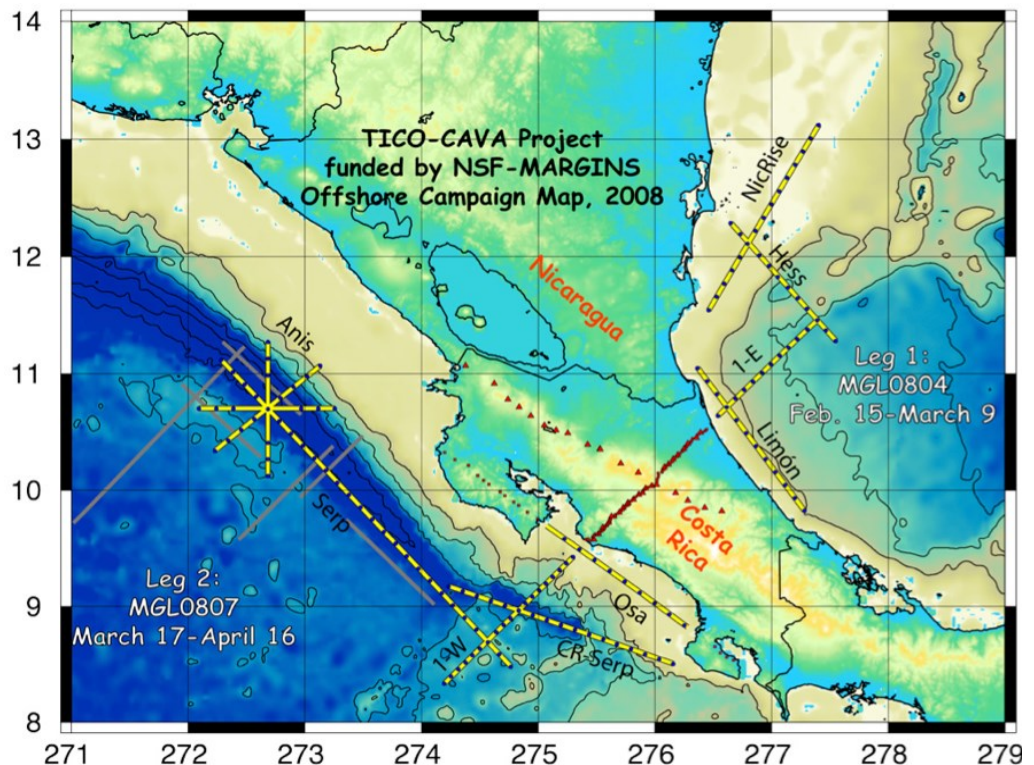 14
13
12
11
10
9
8
TICO-CAVA Project
funded by NSF-MARGINS
Offshore Campaign Map, 2008
NicRise
Hess
Nicaragua
Anis
1-E
Leg 1:
MGL0804
Feb. 15-March 9
Limón
Serp
Costa
Rica
Leg 2:
MGL0807
March 17-April 16
Osa
1-W
CR-Serp
271 272 273 274 275 276 277 278 279